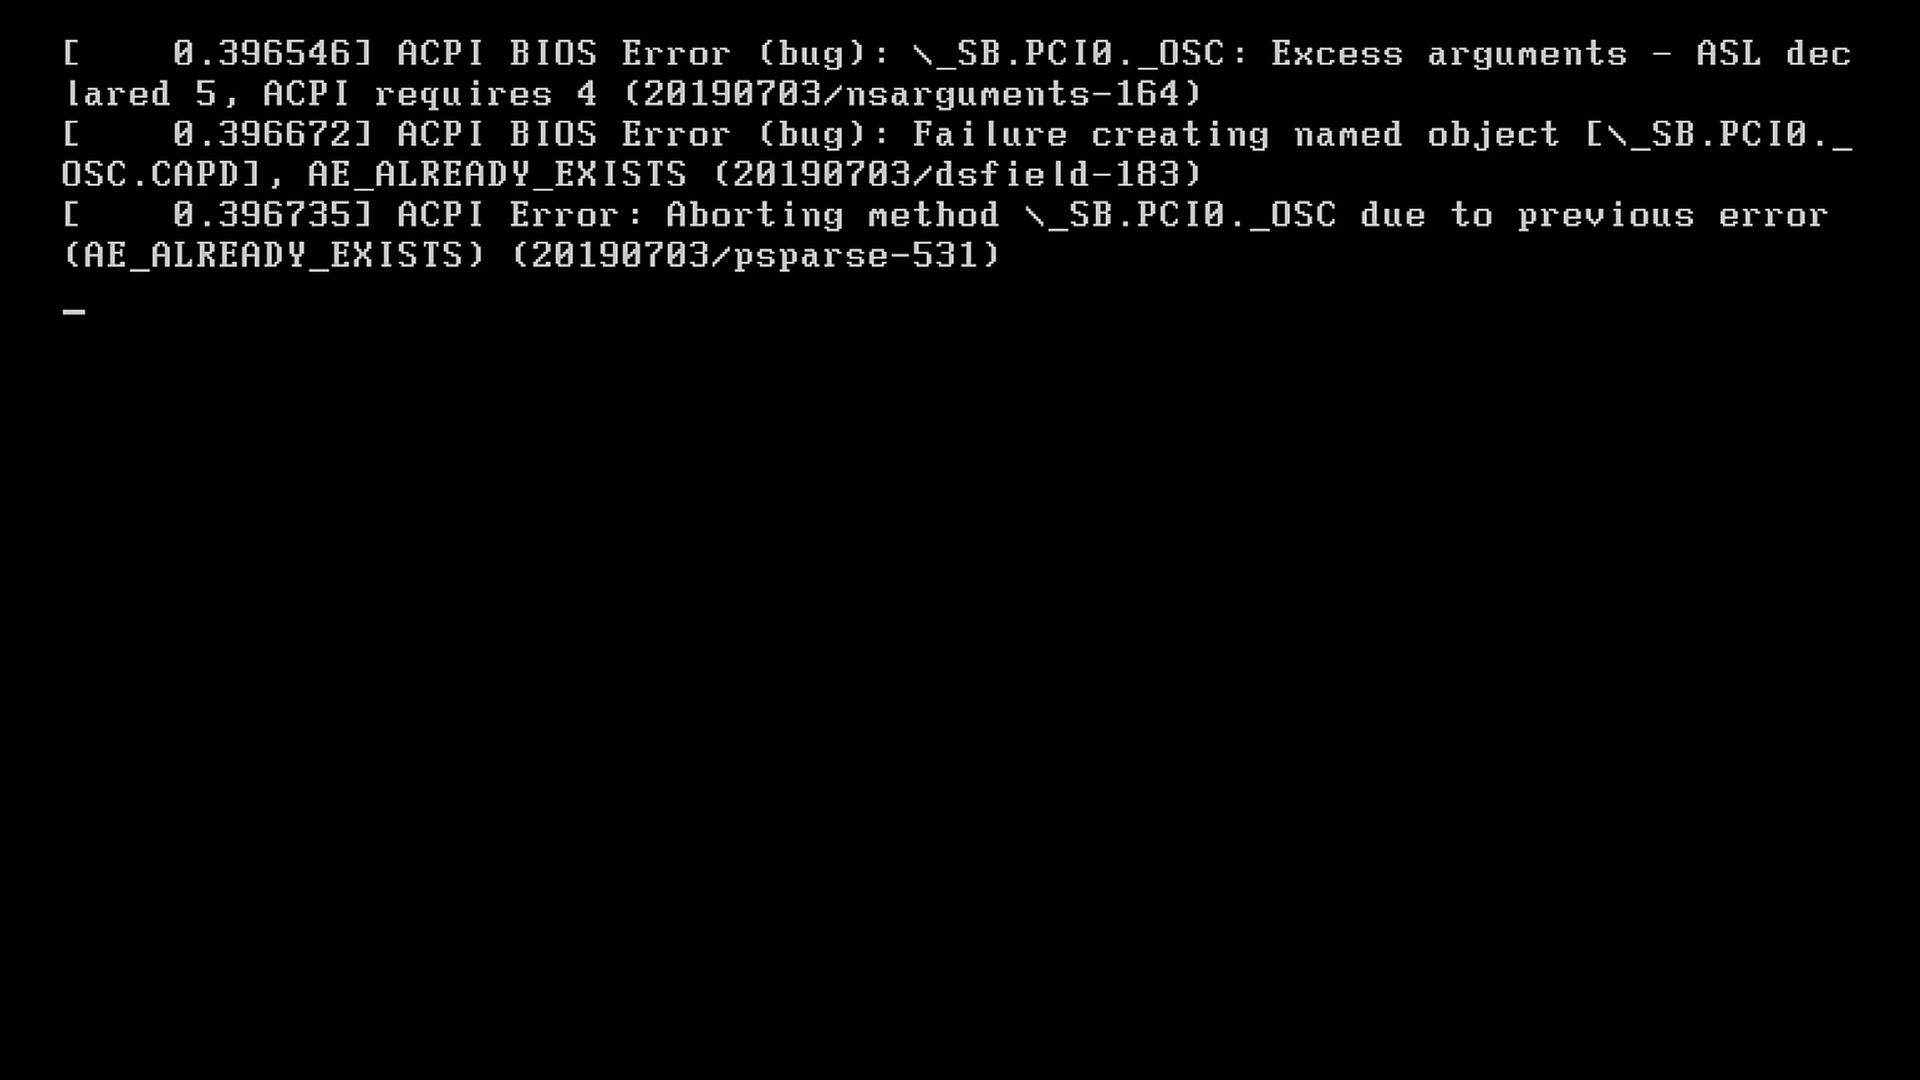 [    0.396546] ACPI BIOS Error (bug): \_SB.PCI0._OSC: Excess arguments - ASL dec
lared 5, ACPI requires 4 (20190703/nsarguments-164)
[    0.396672] ACPI BIOS Error (bug): Failure creating named object [\_SB.PCI0._
OSC.CAPD], AE_ALREADY_EXISTS (20190703/dsfield-183)
[    0.396735] ACPI Error: Aborting method \_SB.PCI0._OSC due to previous error
(AE_ALREADY_EXISTS) (20190703/psparse-531)
_